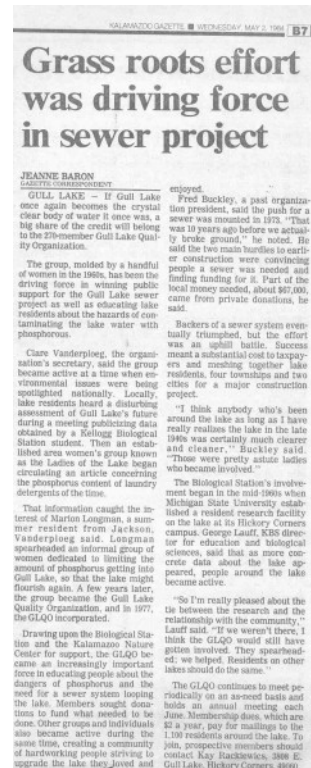 KALAMAZOO GAZETTE ■ WEDNESDAY, MAY 2, 1984 B7
Grass roots effort
was driving force
in sewer project
JEANNE BARON
GAZETTE CORRESPONDENT
GULL LAKE — If Gull Lake
once again becomes the crystal
clear body of water it once was, a
big share of the credit will belong
to the 270-member Gull Lake Qual-
ity Organization.
The group, molded by a handful
of women in the 1960s, has been the
driving force in winning public
support for the Gull Lake sewer
project as well as educating lake
residents about the hazards of con-
taminating the lake water with
phosphorous.
Clare Vanderploeg, the organi-
zation's secretary, said the group
became active at a time when en-
vironmental issues were being
spotlighted nationally. Locally,
lake residents heard a disturbing
assessment of Gull Lake's future
during a meeting publicizing data
obtained by a Kellogg Biological
Station student. Then an estab-
lished area women's group known
as the Ladies of the Lake began
circulating an article concerning
the phosphorus content of laundry
detergents of the time.
That information caught the in-
terest of Marion Longman, a sum-
mer resident from Jackson,
Vanderploeg said. Longman
spearheaded an informal group of
women dedicated to limiting the
amount of phosphorus getting into
Gull Lake, so that the lake might
flourish again. A few years later,
the group became the Gull Lake
Quality Organization, and in 1977,
the GLQO incorporated.
Drawing upon the Biological Sta-
tion and the Kalamazoo Nature
Center for support, the GLQO be-
came an increasingly important
force in educating people about the
dangers of phosphorus and the
need for a sewer system looping
the lake. Members sought dona-
tions to fund what needed to be
done. Other groups and individuals
also became active during the
same time, creating a community
of hardworking people striving to
upgrade the lake they loved and
enjoyed.
Fred Buckley, a past organiza-
tion president, said the push for a
sewer was mounted in 1973. "That
was 10 years ago before we actual-
ly broke ground," he noted. He
said the two main hurdles to earli-
er construction were convincing
people a sewer was needed and
finding funding for it. Part of the
local money needed, about $67,000,
came from private donations, he
said.
Backers of a sewer system even-
tually triumphed, but the effort
was an uphill battle. Success
meant a substantial cost to taxpay-
ers and meshing together lake
residents, four townships and two
cities for a major construction
project.
"I think anybody who's been
around the lake as long as I have
really realizes the lake in the late
1940s was certainly much clearer
and cleaner," Buckley said.
"Those were pretty astute ladies
who became involved."
The Biological Station's involve-
ment began in the mid-1960s when
Michigan State University estab-
lished a resident research facility
on the lake at its Hickory Corners
campus. George Lauff, KBS direc-
tor for education and biological
sciences, said that as more con-
crete data about the lake ap-
peared, people around the lake
became active.
"So I'm really pleased about the
tie between the research and the
relationship with the community,"
Lauff said. "If we weren't here, I
think the GLQO would still have
gotten involved. They spearhead-
ed; we helped. Residents on other
lakes should do the same."
The GLQO continues to meet pe-
riodically on an as-need basis and
holds an annual meeting each
June. Membership dues, which are
$2 a year, pay for mailings to the
1,100 residents around the lake. To
join, prospective members should
contact Kay Rackiewics, 3898 E.
Gull Lake, Hickory Corners,